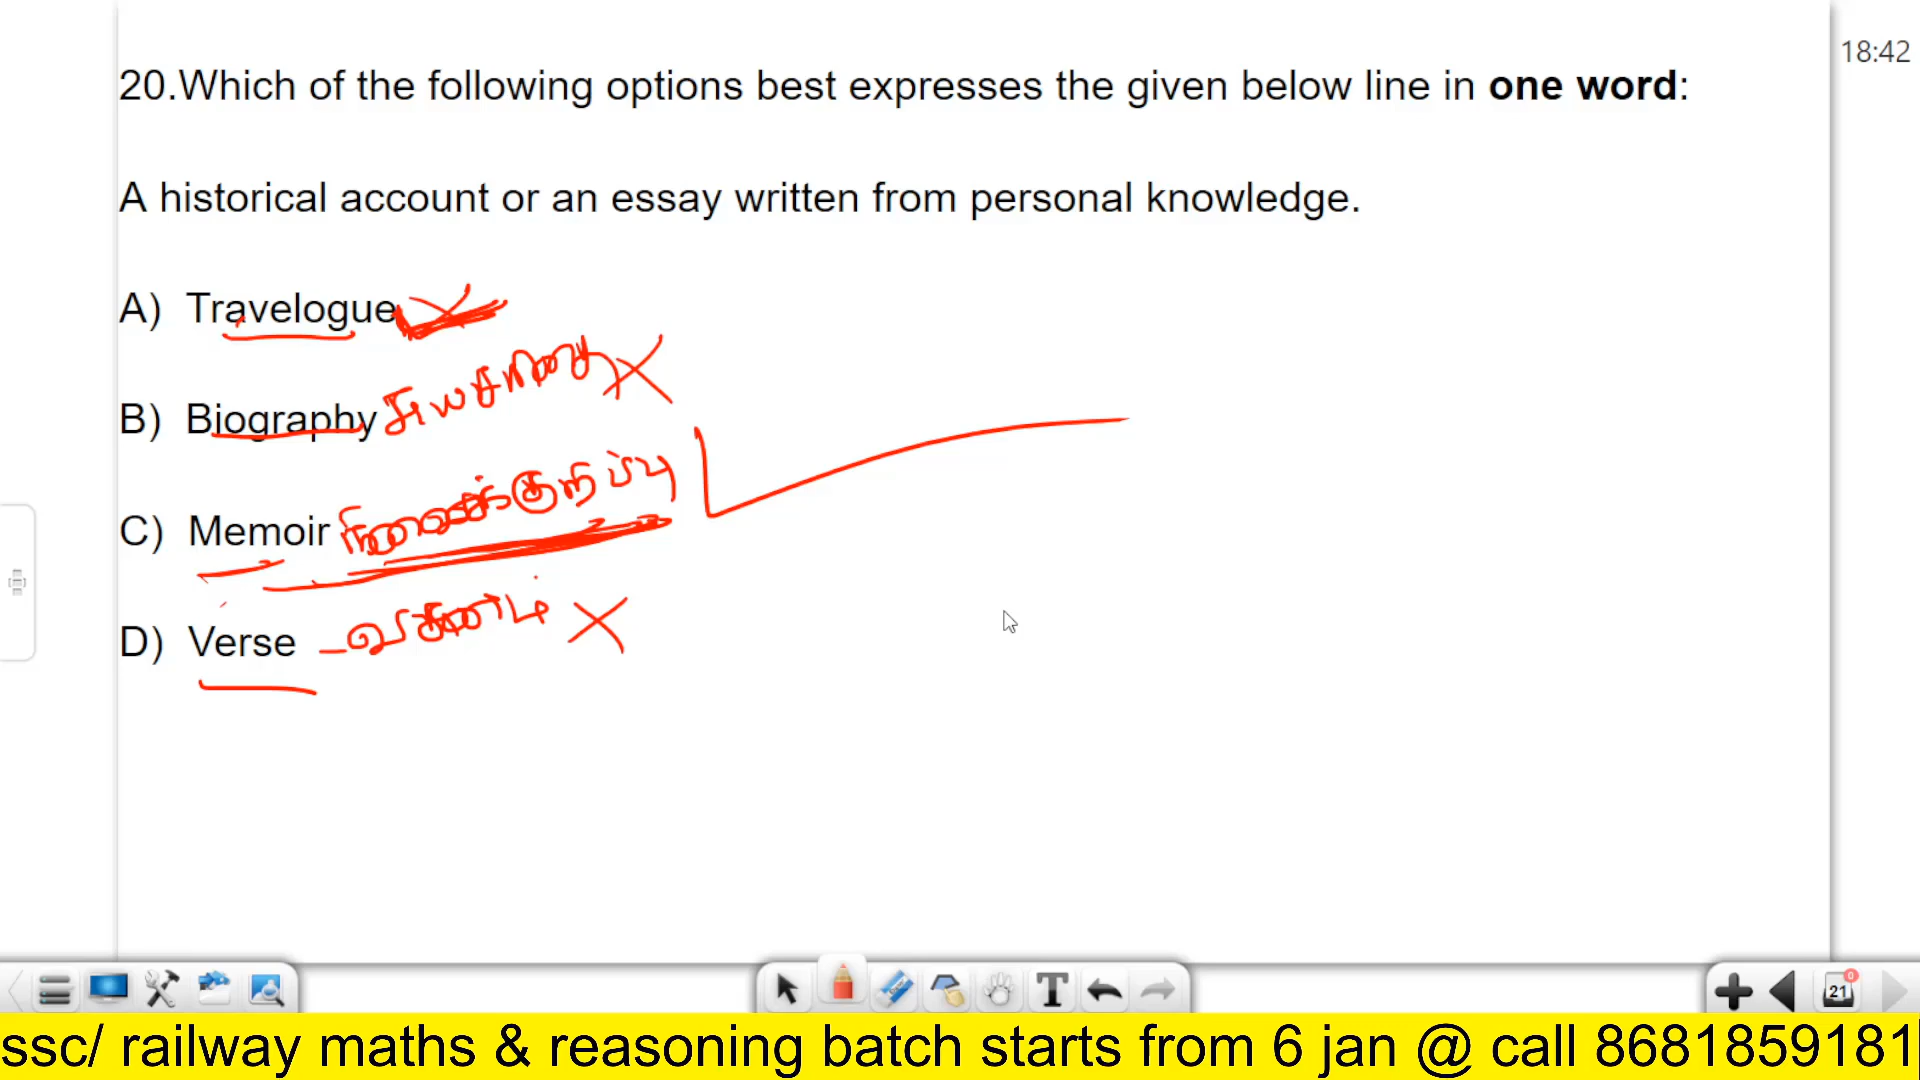 18:42
20.Which of the following options best expresses the given below line in one word:
A historical account or an essay written from personal knowledge.
A) Travelogue
B) Biography
C) Memoir நினைவுக்குறிப்பு
D) Verse
21
0
ssc/ railway maths & reasoning batch starts from 6 jan @ call 8681859181